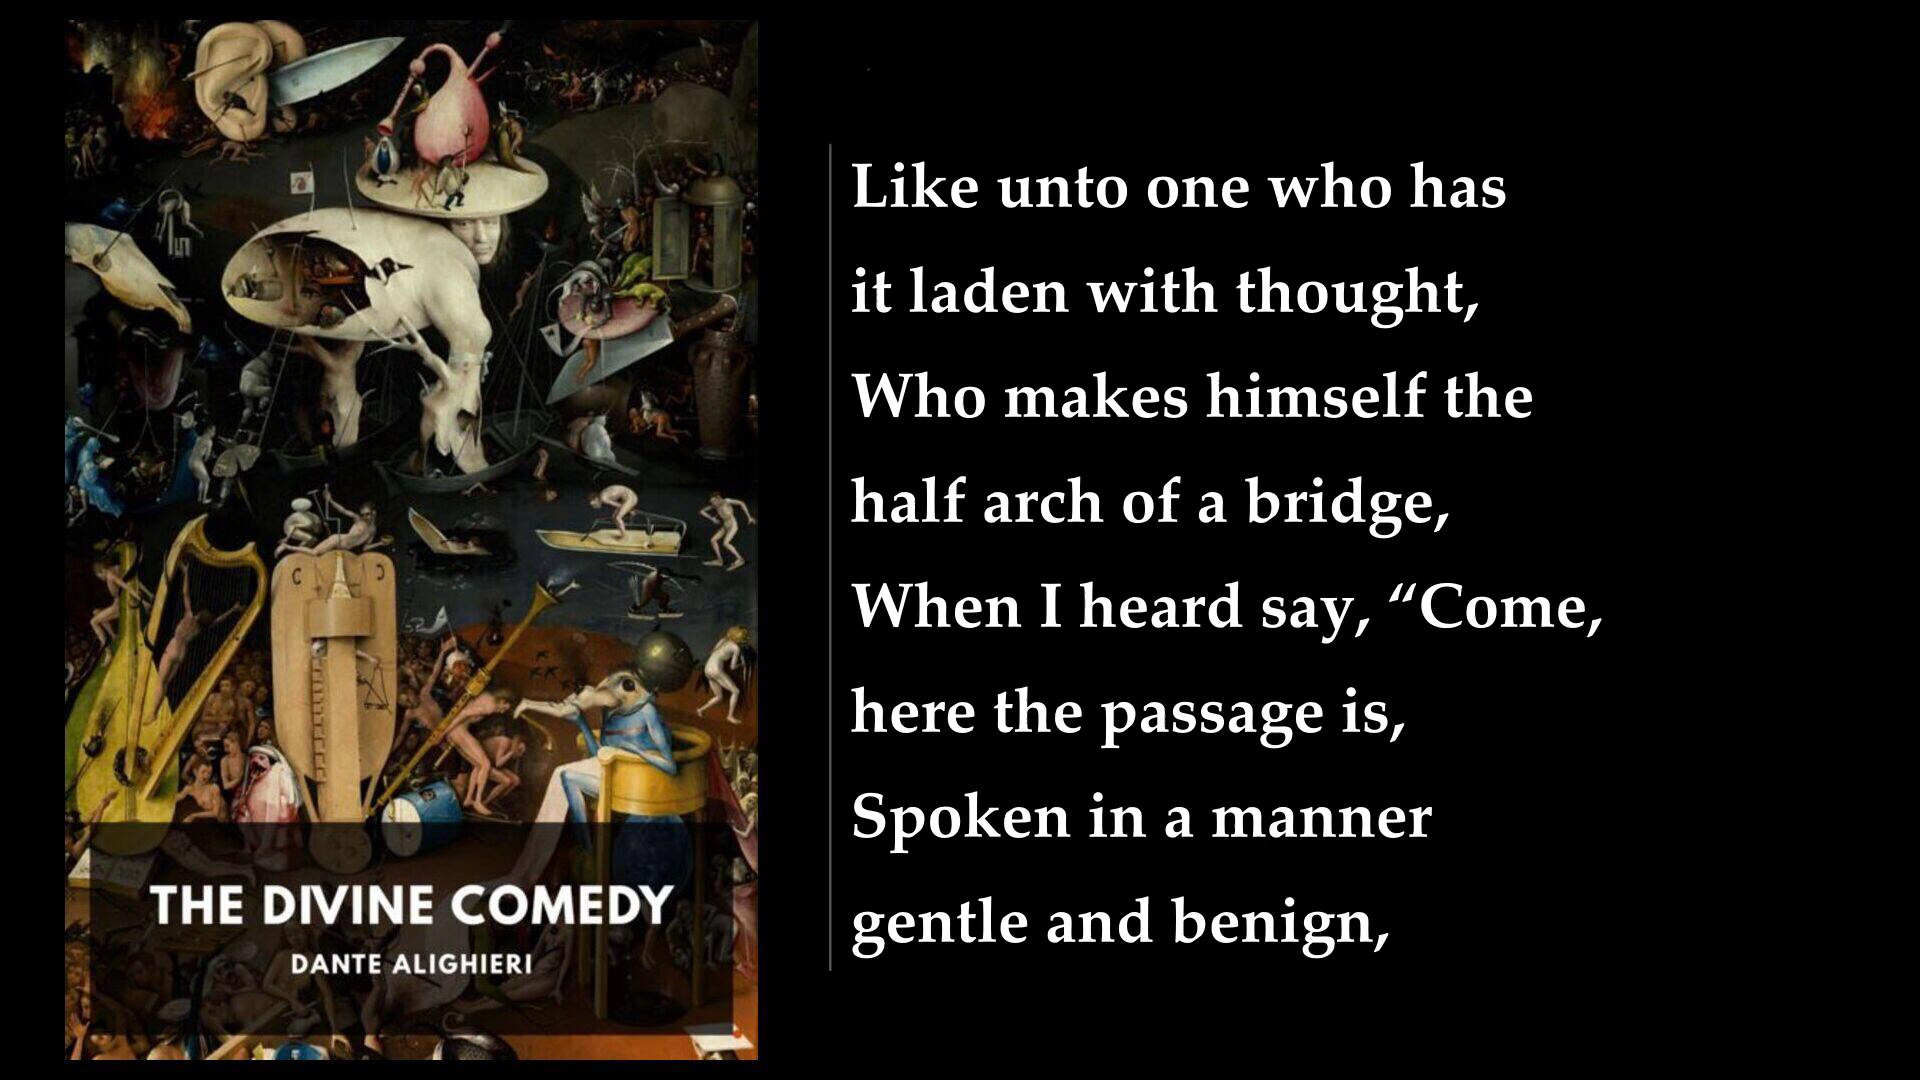 THE DIVINE COMEDY
DANTE ALIGHIERI
Like unto one who has
it laden with thought,
Who makes himself the
half arch of a bridge,
When I heard say, “Come,
here the passage is,
Spoken in a manner
gentle and benign,